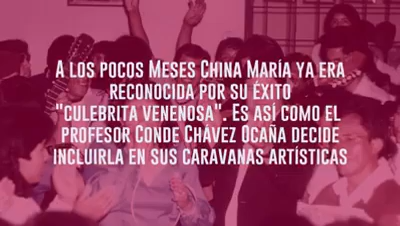 A los pocos Meses China María ya era
reconocida por su éxito
"culebrita venenosa". Es así como el
profesor Conde Chávez Ocaña decide
incluirla en sus caravanas artísticas